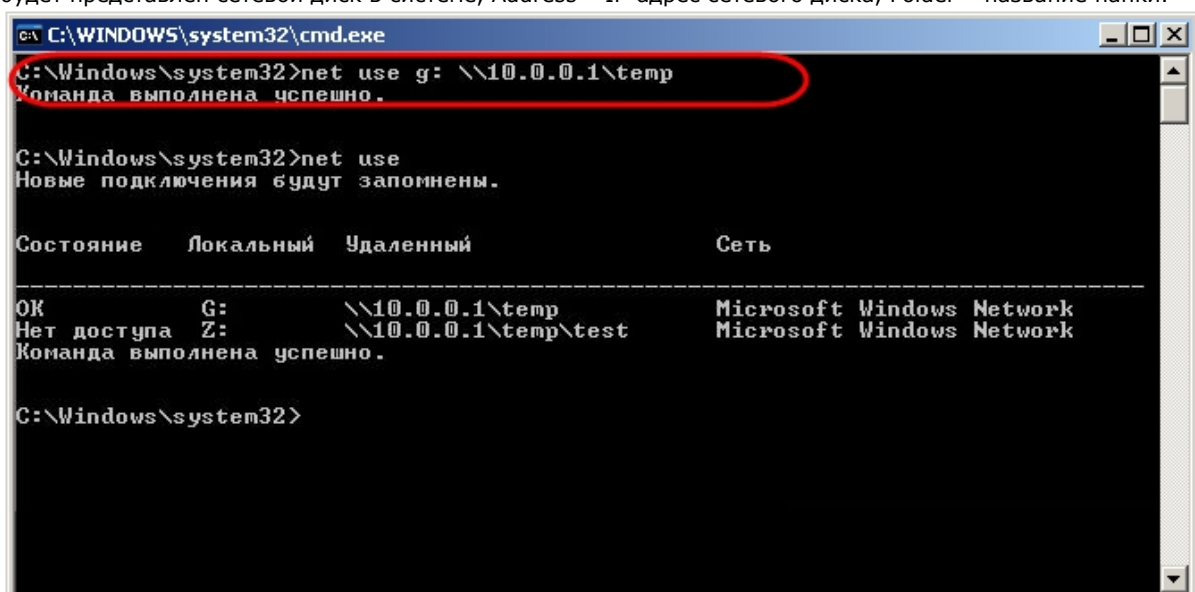 C:\WINDOWS\system32\cmd.exe
C:\Windows\system32>net use g: \\10.0.0.1\temp
Команда выполнена успешно.
C:\Windows\system32>net use
Новые подключения будут запомнены.
Состояние Локальный Удаленный Сеть
OK G: \\10.0.0.1\temp Microsoft Windows Network
Нет доступа Z: \\10.0.0.1\temp\test Microsoft Windows Network
Команда выполнена успешно.
C:\Windows\system32>